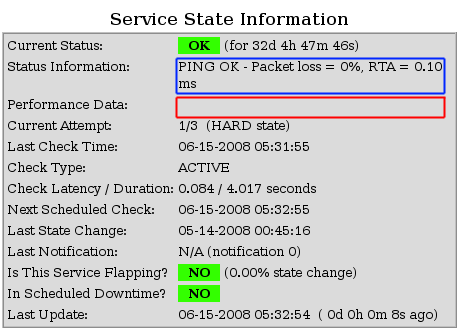 Service State Information
Current Status: OK (for 32d 4h 47m 46s)
Status Information: PING OK - Packet loss = 0%, RTA = 0.10
ms
Performance Data:
Current Attempt: 1/3 (HARD state)
Last Check Time: 06-15-2008 05:31:55
Check Type: ACTIVE
Check Latency / Duration: 0.084 / 4.017 seconds
Next Scheduled Check: 06-15-2008 05:32:55
Last State Change: 05-14-2008 00:45:16
Last Notification: N/A (notification 0)
Is This Service Flapping? NO (0.00% state change)
In Scheduled Downtime? NO
Last Update: 06-15-2008 05:32:54 ( 0d 0h 0m 8s ago)